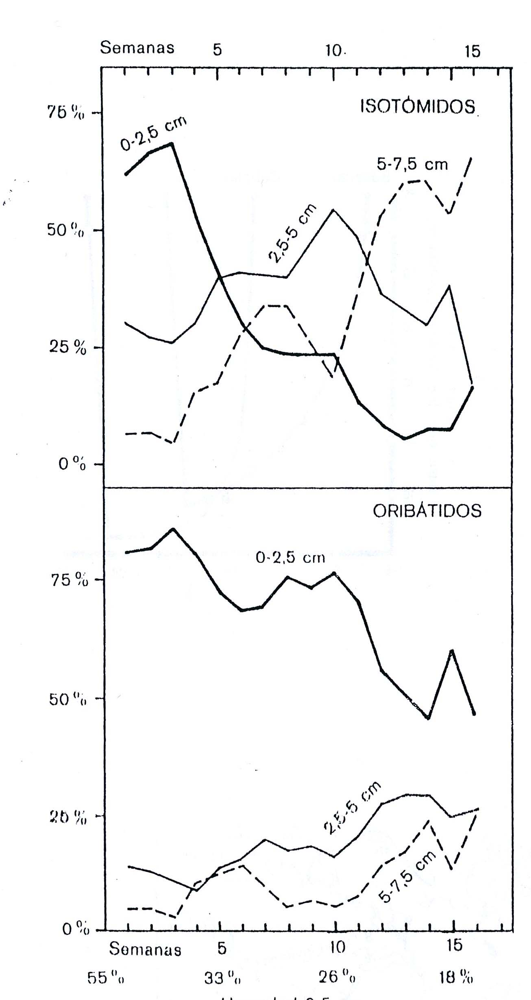 Semanas 5 10. 15
ISOTÓMIDOS
75%
0-2,5 cm
5-7,5 cm
2,5-5 cm
50%
25%
0%
ORIBÁTIDOS
0-2,5 cm
75%
50%
2,5-5 cm
25%
5-7,5 cm
0%
Semanas 5 10 15
55% 33% 26% 18%